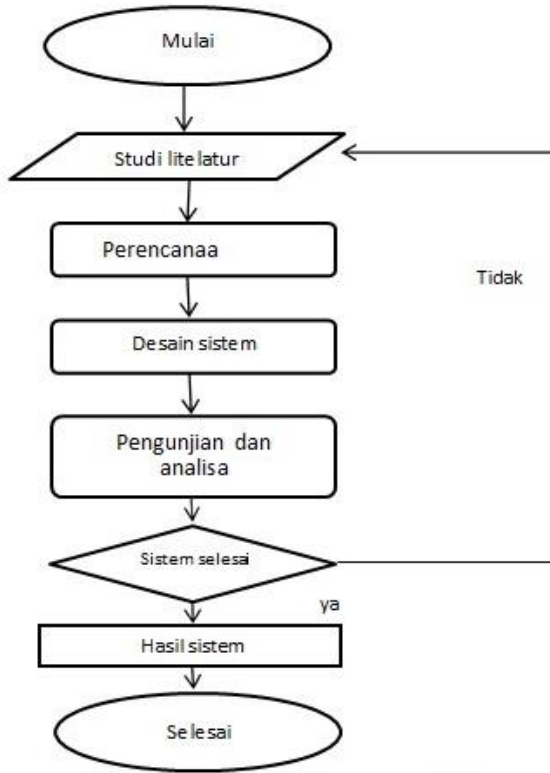 Mulai
Studi litelatur
Perencanaa
Tidak
Desain sistem
Pengunjian dan
analisa
Sistem selesai
ya
Hasil sistem
Selesai